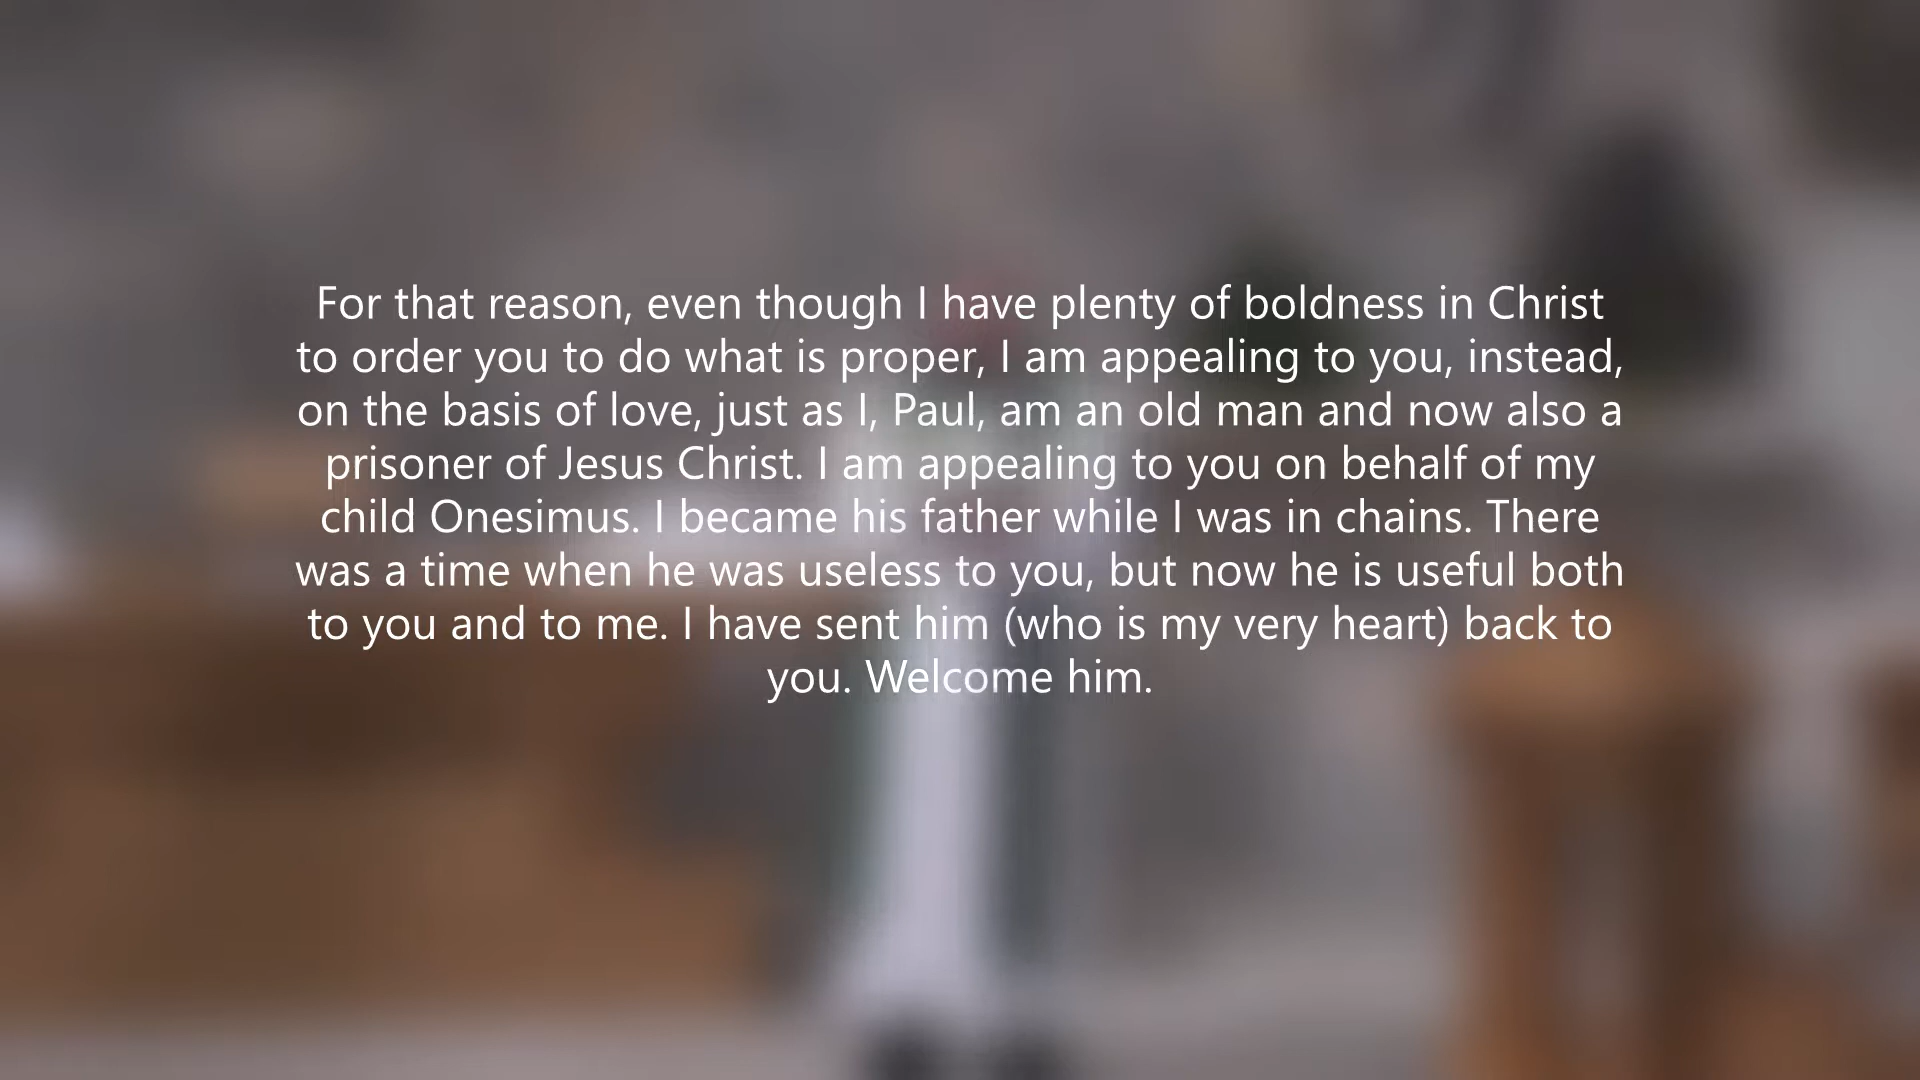 For that reason, even though I have plenty of boldness in Christ
to order you to do what is proper, I am appealing to you, instead,
on the basis of love, just as I, Paul, am an old man and now also a
prisoner of Jesus Christ. I am appealing to you on behalf of my
child Onesimus. I became his father while I was in chains. There
was a time when he was useless to you, but now he is useful both
to you and to me. I have sent him (who is my very heart) back to
you. Welcome him.